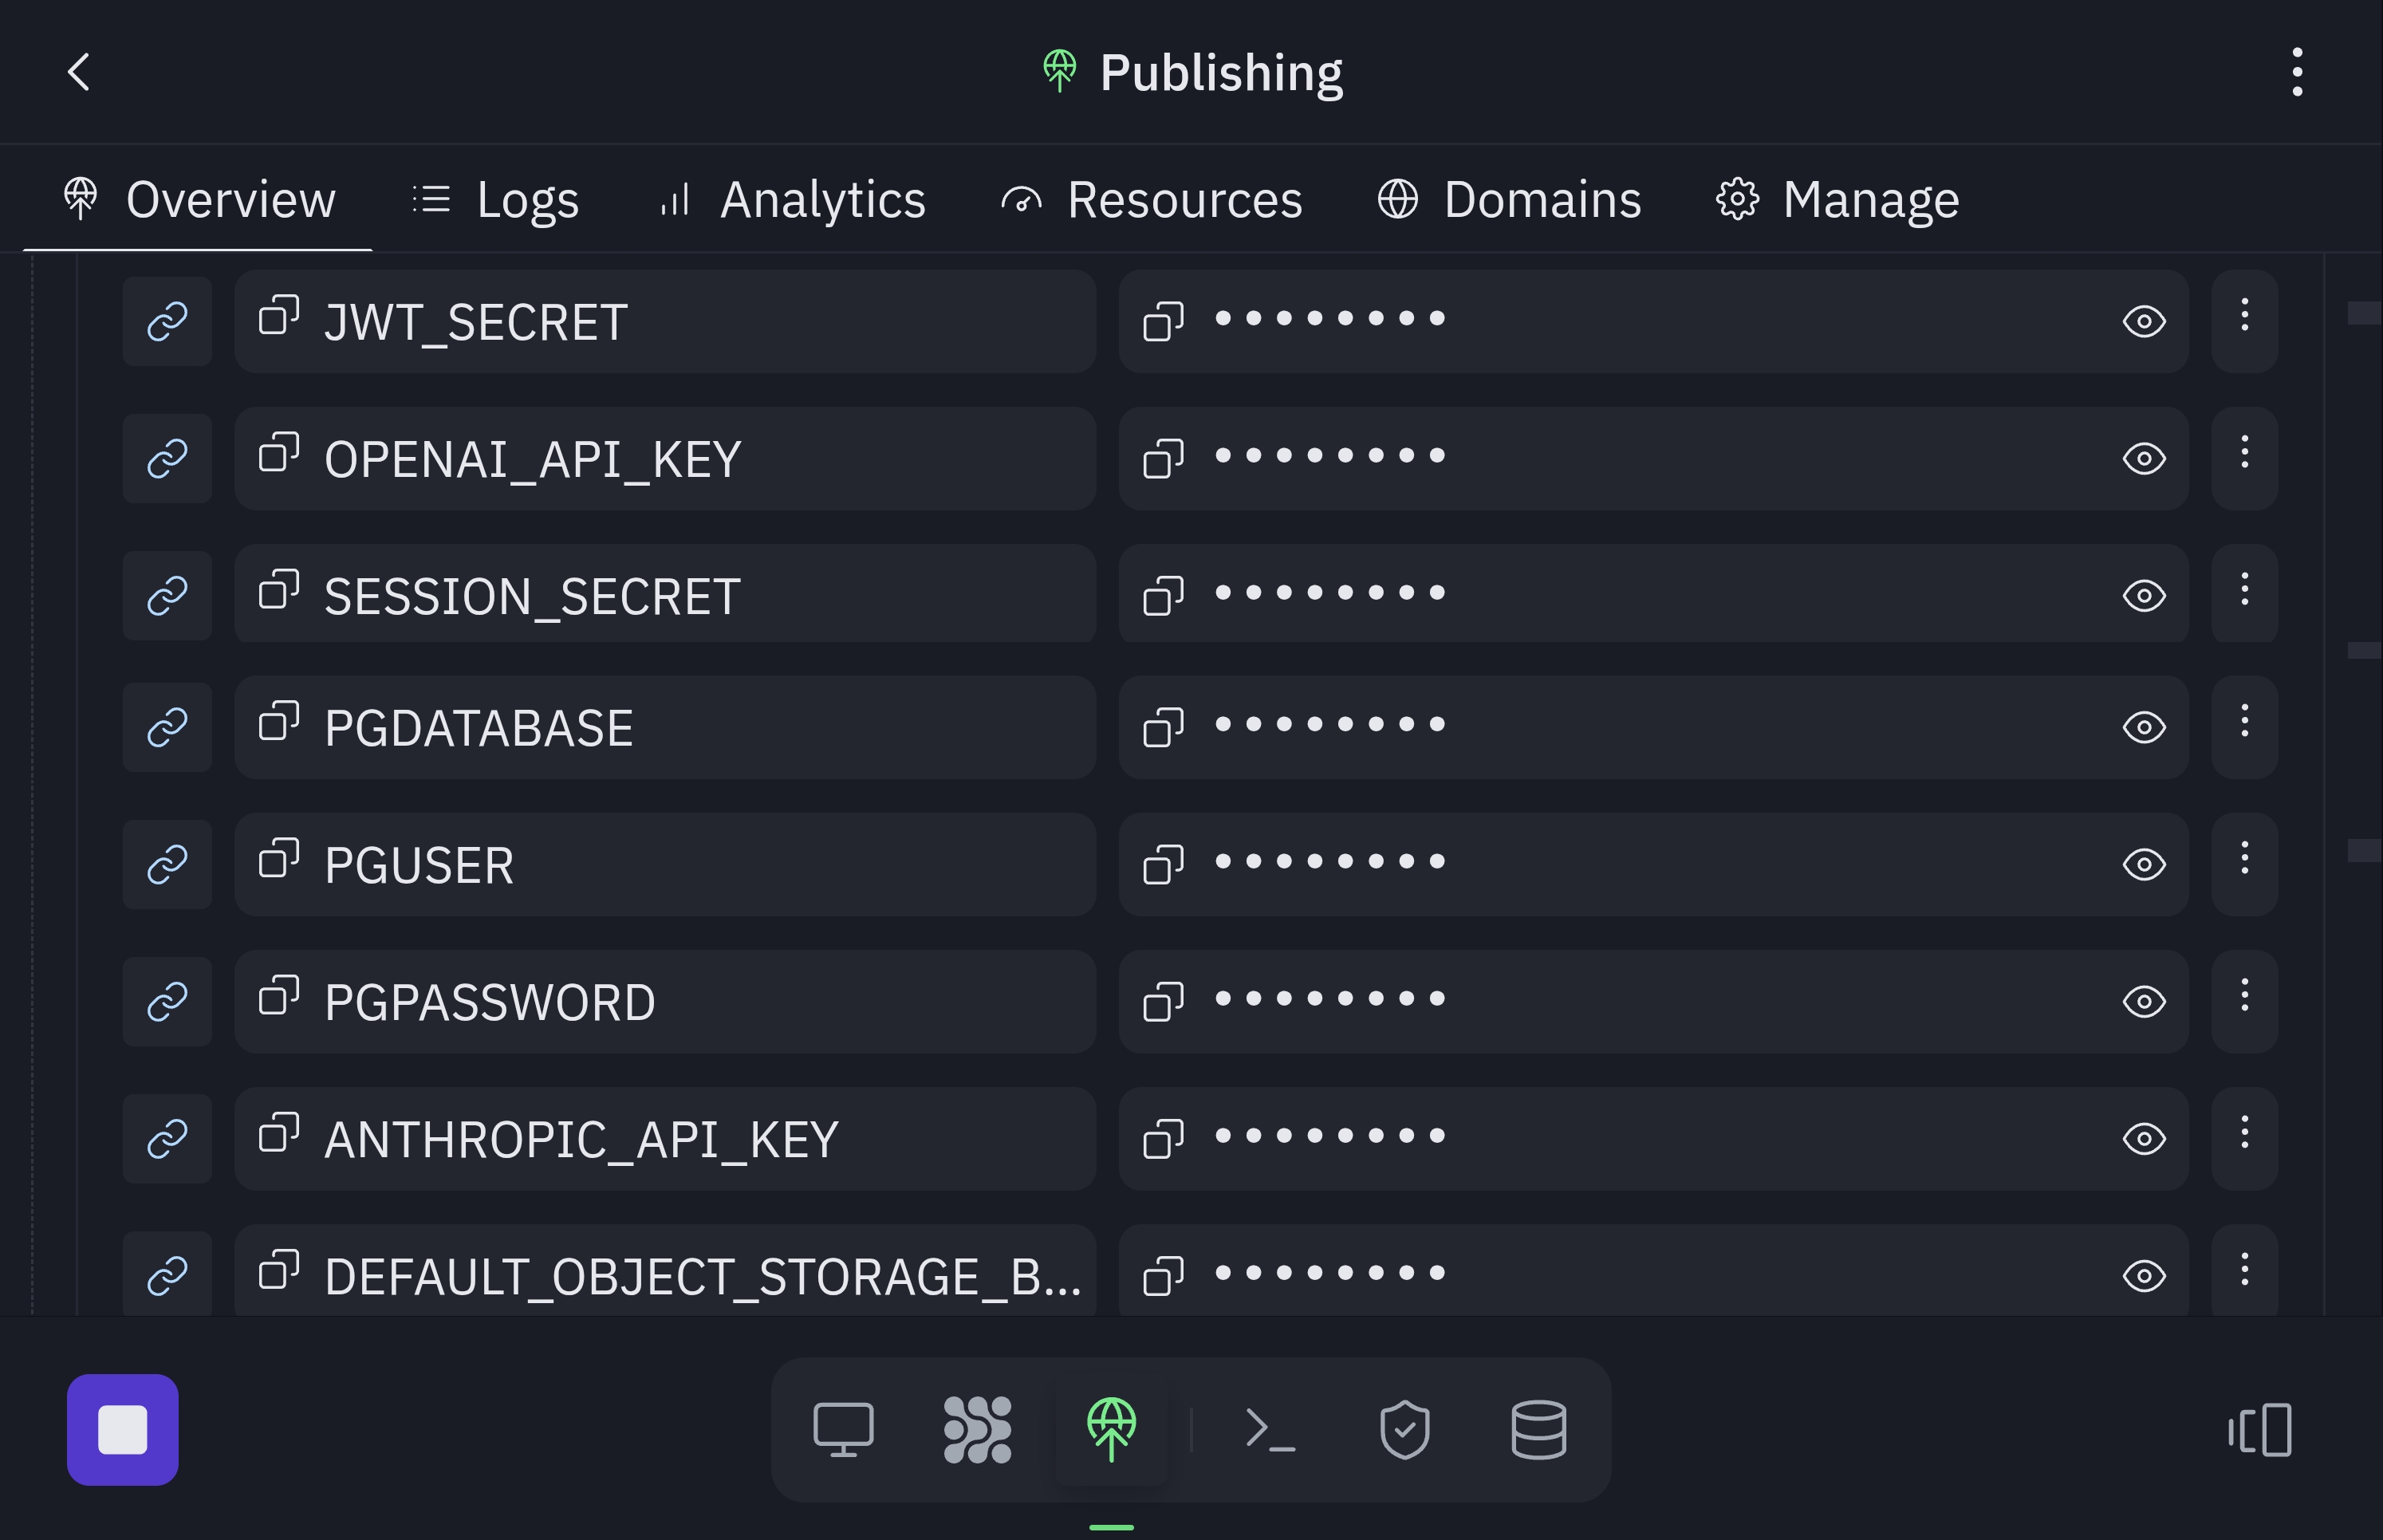 Publishing
Overview Logs Analytics Resources Domains Manage
JWT_SECRET ••••••••
OPENAI_API_KEY ••••••••
SESSION_SECRET ••••••••
PGDATABASE ••••••••
PGUSER ••••••••
PGPASSWORD ••••••••
ANTHROPIC_API_KEY ••••••••
DEFAULT_OBJECT_STORAGE_B... ••••••••